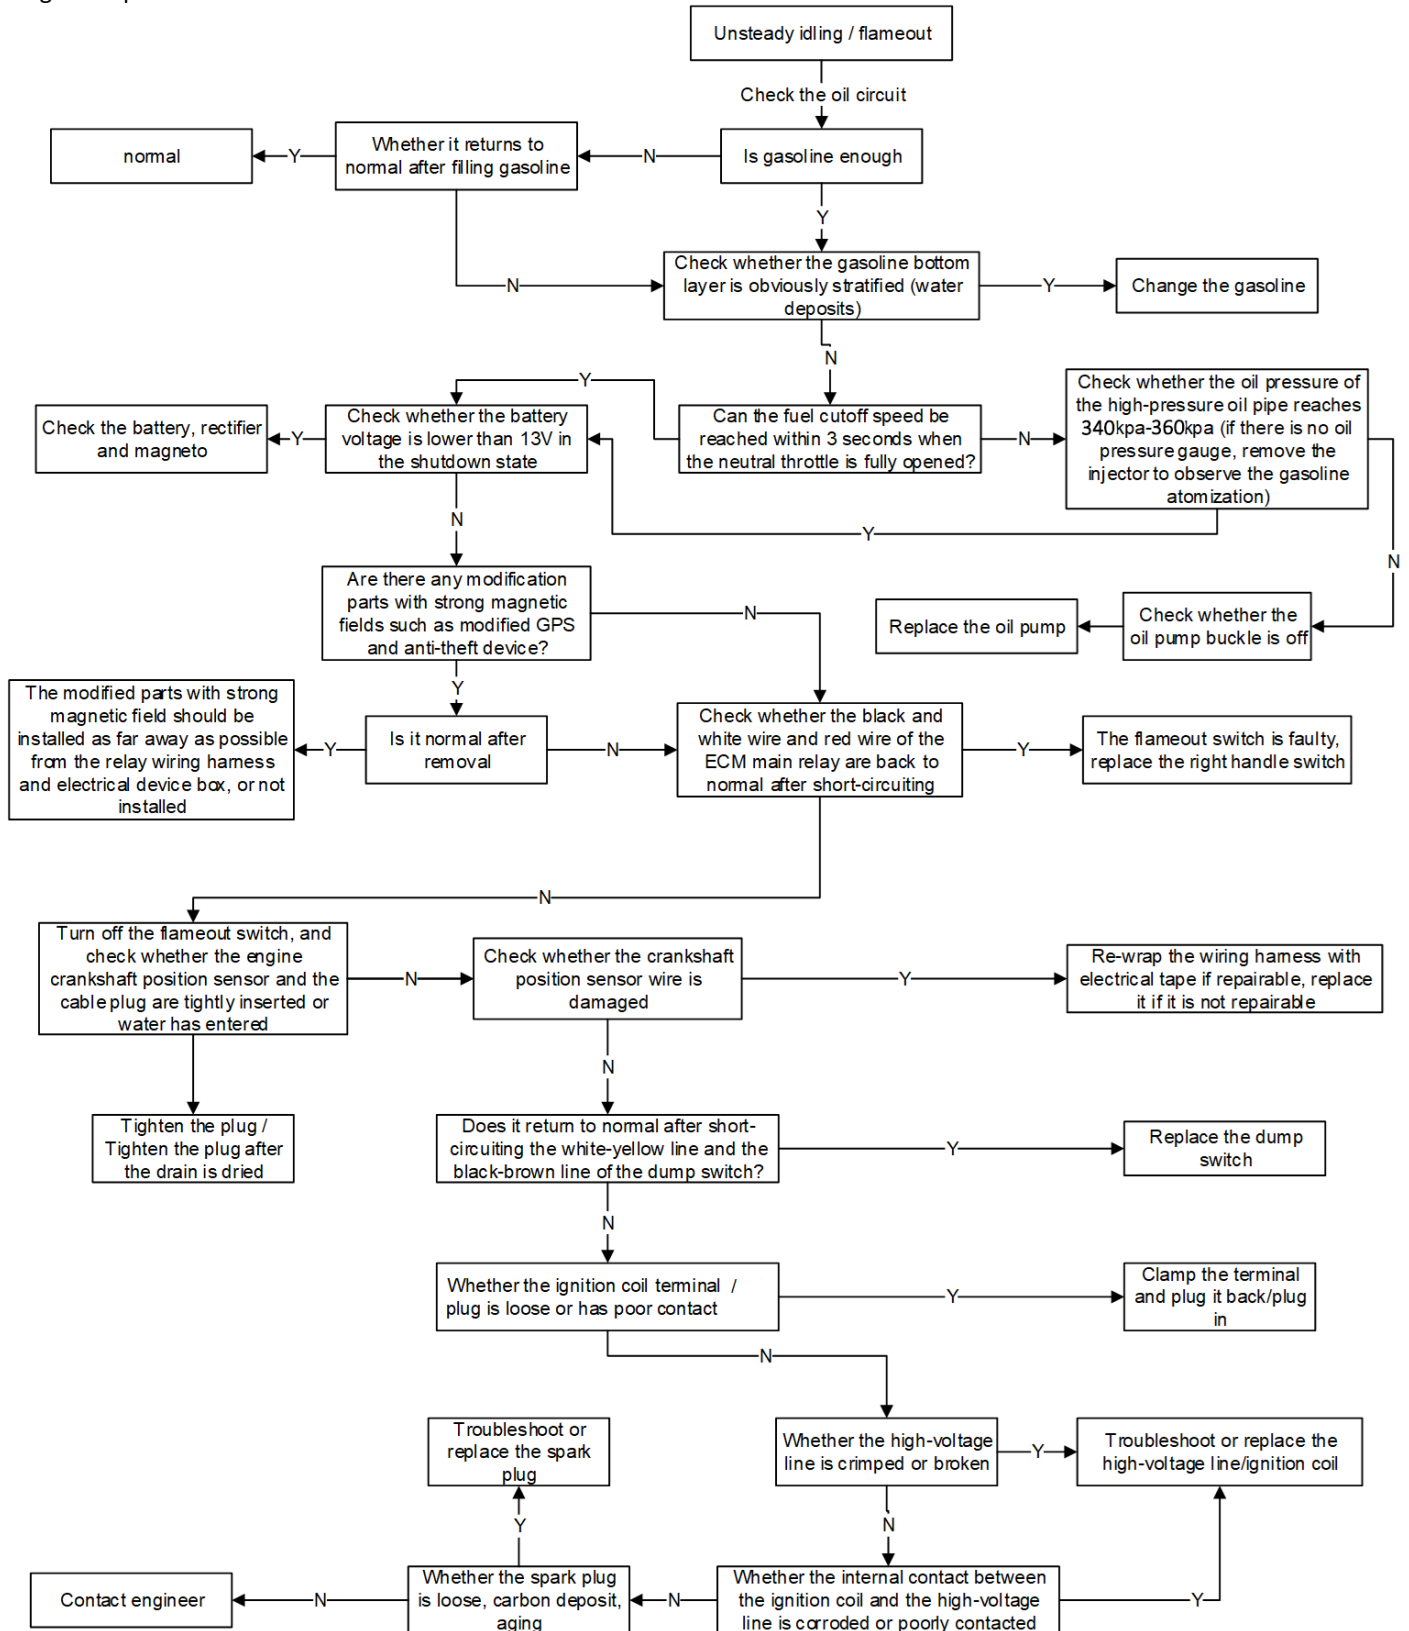 Unsteady idling / flameout
Check the oil circuit
normal
Y
Whether it returns to
normal after filling gasoline
N
Is gasoline enough
Y
N
Check whether the gasoline bottom
layer is obviously stratified (water
deposits)
Y
Change the gasoline
N
Y
Check the battery, rectifier
and magneto
Y
Check whether the battery
voltage is lower than 13V in
the shutdown state
Can the fuel cutoff speed be
reached within 3 seconds when
the neutral throttle is fully opened?
N
Check whether the oil pressure of
the high-pressure oil pipe reaches
340kpa-360kpa (if there is no oil
pressure gauge, remove the
injector to observe the gasoline
atomization)
N
Y
N
Are there any modification
parts with strong magnetic
fields such as modified GPS
and anti-theft device?
N
Replace the oil pump
Check whether the
oil pump buckle is off
Y
The modified parts with strong
magnetic field should be
installed as far away as possible
from the relay wiring harness
and electrical device box, or not
installed
Y
Is it normal after
removal
N
Check whether the black and
white wire and red wire of the
ECM main relay are back to
normal after short-circuiting
Y
The flameout switch is faulty,
replace the right handle switch
N
Turn off the flameout switch, and
check whether the engine
crankshaft position sensor and the
cable plug are tightly inserted or
water has entered
N
Check whether the crankshaft
position sensor wire is
damaged
Y
Re-wrap the wiring harness with
electrical tape if repairable, replace
it if it is not repairable
N
Tighten the plug /
Tighten the plug after
the drain is dried
Does it return to normal after short-
circuiting the white-yellow line and the
black-brown line of the dump switch?
Y
Replace the dump
switch
N
Whether the ignition coil terminal /
plug is loose or has poor contact
Y
Clamp the terminal
and plug it back/plug
in
N
Troubleshoot or
replace the spark
plug
Whether the high-voltage
line is crimped or broken
Y
Troubleshoot or replace the
high-voltage line/ignition coil
Y
N
Contact engineer
N
Whether the spark plug
is loose, carbon deposit,
aging
N
Whether the internal contact between
the ignition coil and the high-voltage
line is corroded or poorly contacted
Y